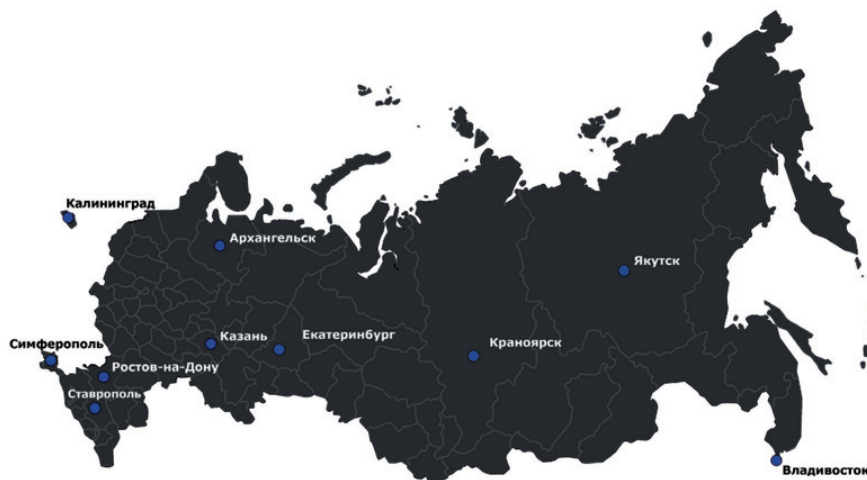 Калининград
Архангельск
Якутск
Казань
Екатеринбург
Краноярск
Симферополь
Ростов-на-Дону
Ставрополь
Владивосток